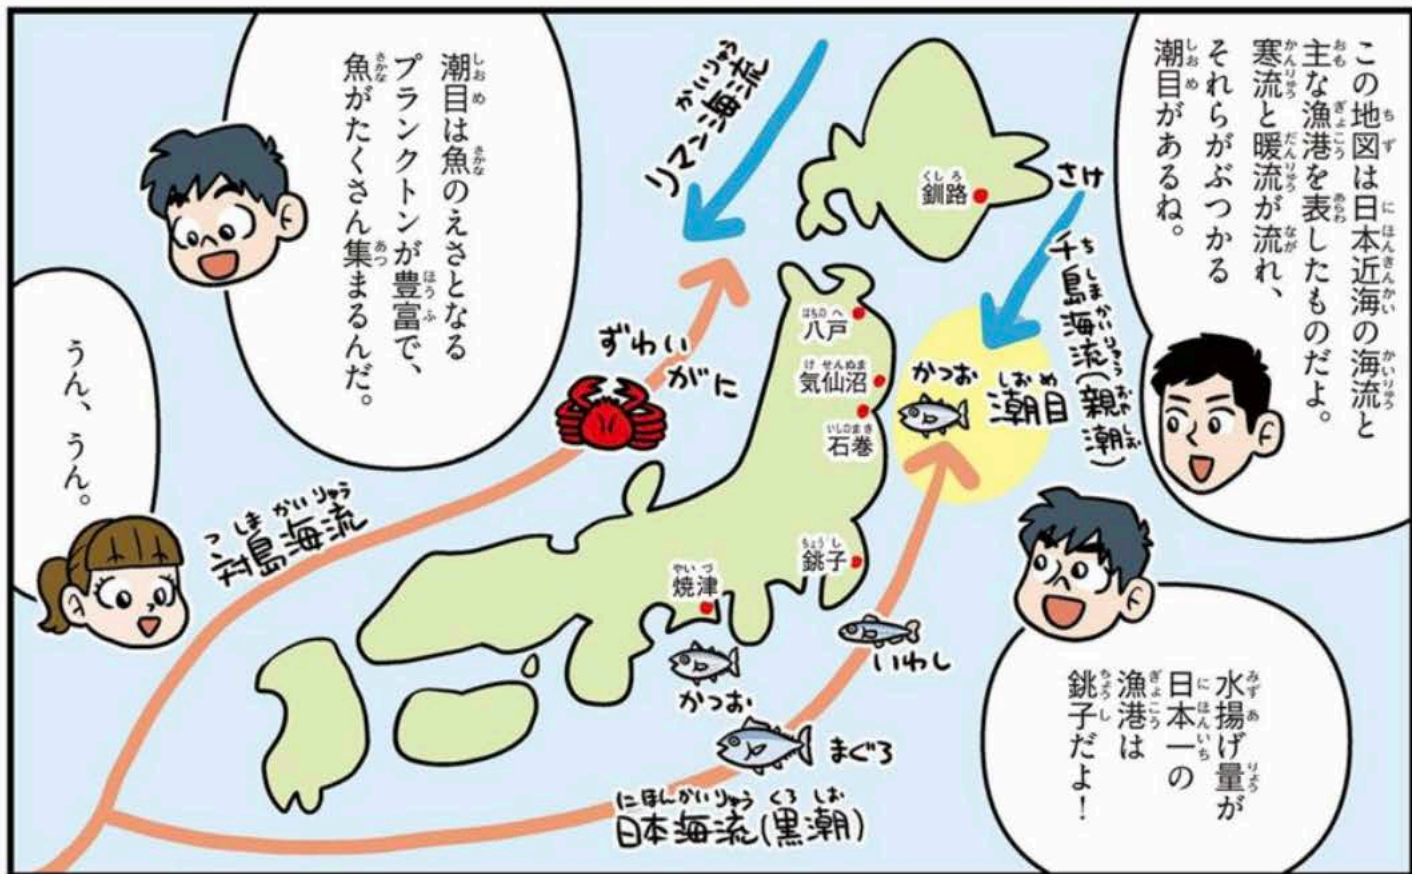 この地図は日本近海の海流と
主な漁港を表したものだよ。
寒流と暖流が流れ、
それらがぶつかる
潮目があるね。
潮目は魚のえさとなる
プランクトンが豊富で、
魚がたくさん集まるんだ。
うん、うん。
水揚げ量が
日本一の
漁港は
銚子だよ!
リマン海流
対島海流
千島海流(親潮)
日本海流(黒潮)
潮目
釧路
八戸
気仙沼
石巻
銚子
焼津
さけ
かつお
ずわい
がに
いわし
かつお
まぐろ